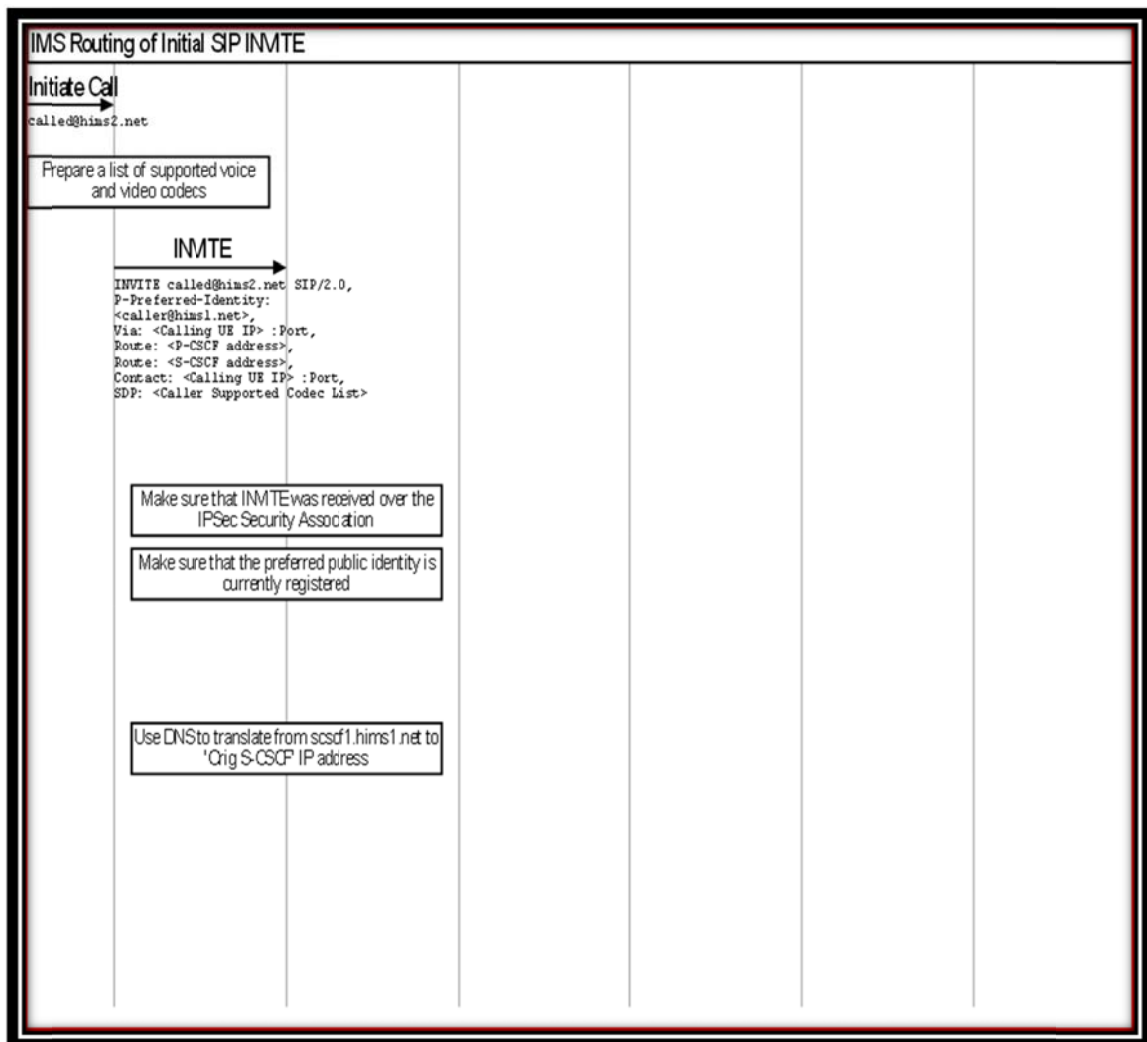 IMS Routing of Initial SIP INVITE
Initiate Call
called@hims2.net
Prepare a list of supported voice
and video codecs
INVITE
INVITE called@hims2.net SIP/2.0,
P-Preferred-Identity:
<caller@hims1.net>,
Via: <Calling UE IP> :Port,
Route: <P-CSCF address>,
Route: <S-CSCF address>,
Contact: <Calling UE IP> :Port,
SDP: <Caller Supported Codec List>
Make sure that INVITE was received over the
IPSec Security Association
Make sure that the preferred public identity is
currently registered
Use DNS to translate from scscf1.hims1.net to
'Orig S-CSCF' IP address